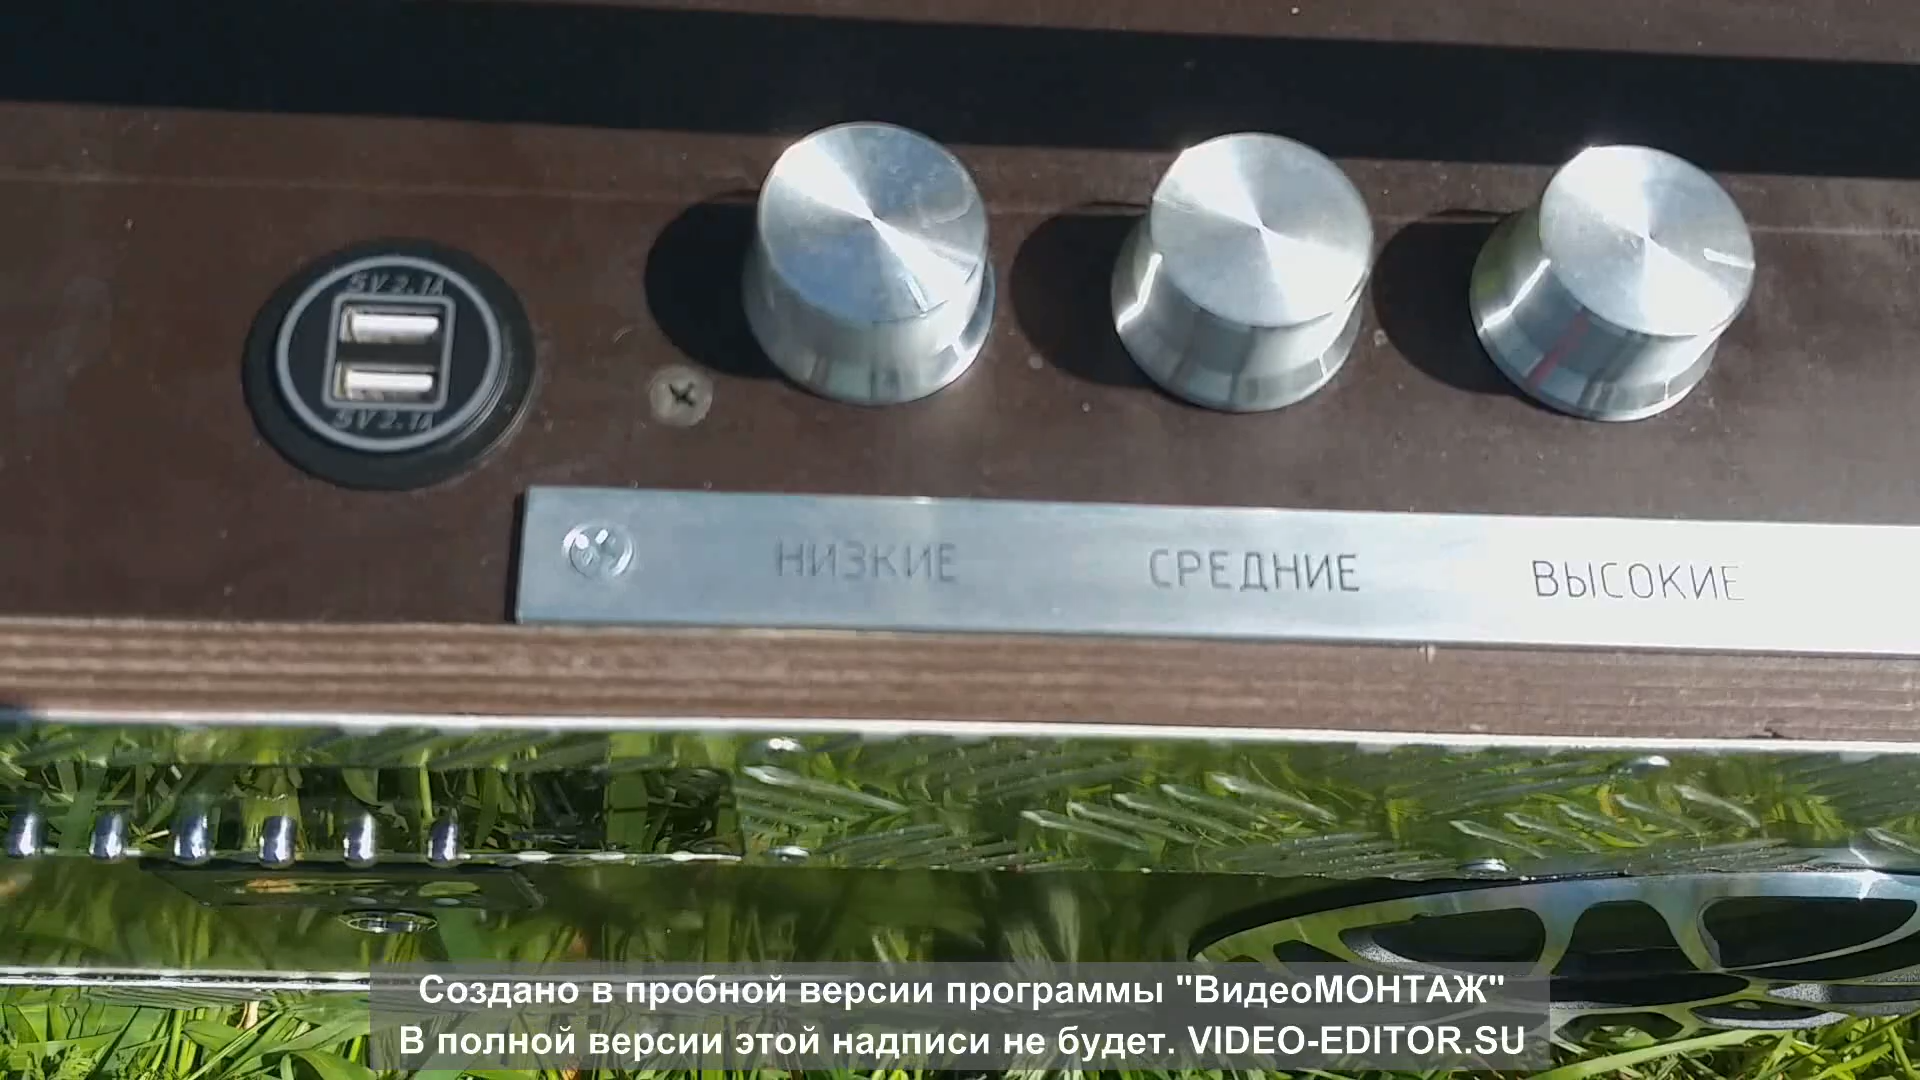 5V 2.1A
5V 2.1A
НИЗКИЕ СРЕДНИЕ ВЫСОКИЕ
Создано в пробной версии программы "ВидеоМОНТАЖ"
В полной версии этой надписи не будет. VIDEO-EDITOR.SU